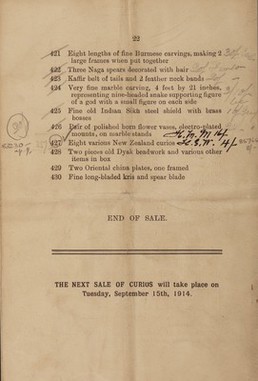 22
421 Eight lengths of fine Burmese carvings, making 2
large frames when put together
422 Three Naga spears decorated with hair
423 Kaffir belt of tails and 2 feather neck bands
424 Very fine marble carving, 4 feet by 21 inches,
representing nine-headed snake supporting figure
of a god with a small figure on each side
425 Fine old Indian Sikh steel shield with brass
bosses
426 Pair of polished born flower vases, electro-plated
mounts, on marble stands
427 Eight various New Zealand curios 4/-
428 Two pieces old Dyak beadwork and various other
items in box
429 Two Oriental china plates, one framed
430 Fine long-bladed kris and spear blade
END OF SALE.
THE NEXT SALE OF CURIOS will take place on
Tuesday, September 15th, 1914.